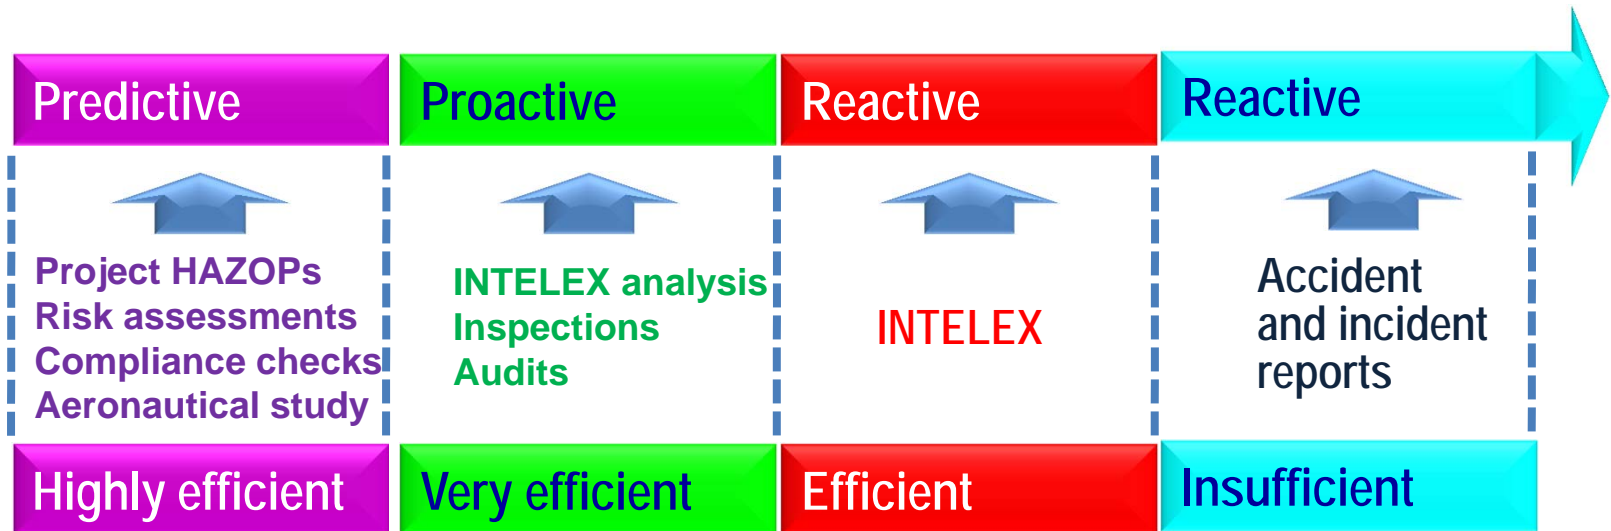 Predictive
Proactive
Reactive
Reactive
Project HAZOPs
Risk assessments
Compliance checks
Aeronautical study
INTELEX analysis
Inspections
Audits
INTELEX
Accident
and incident
reports
Highly efficient
Very efficient
Efficient
Insufficient